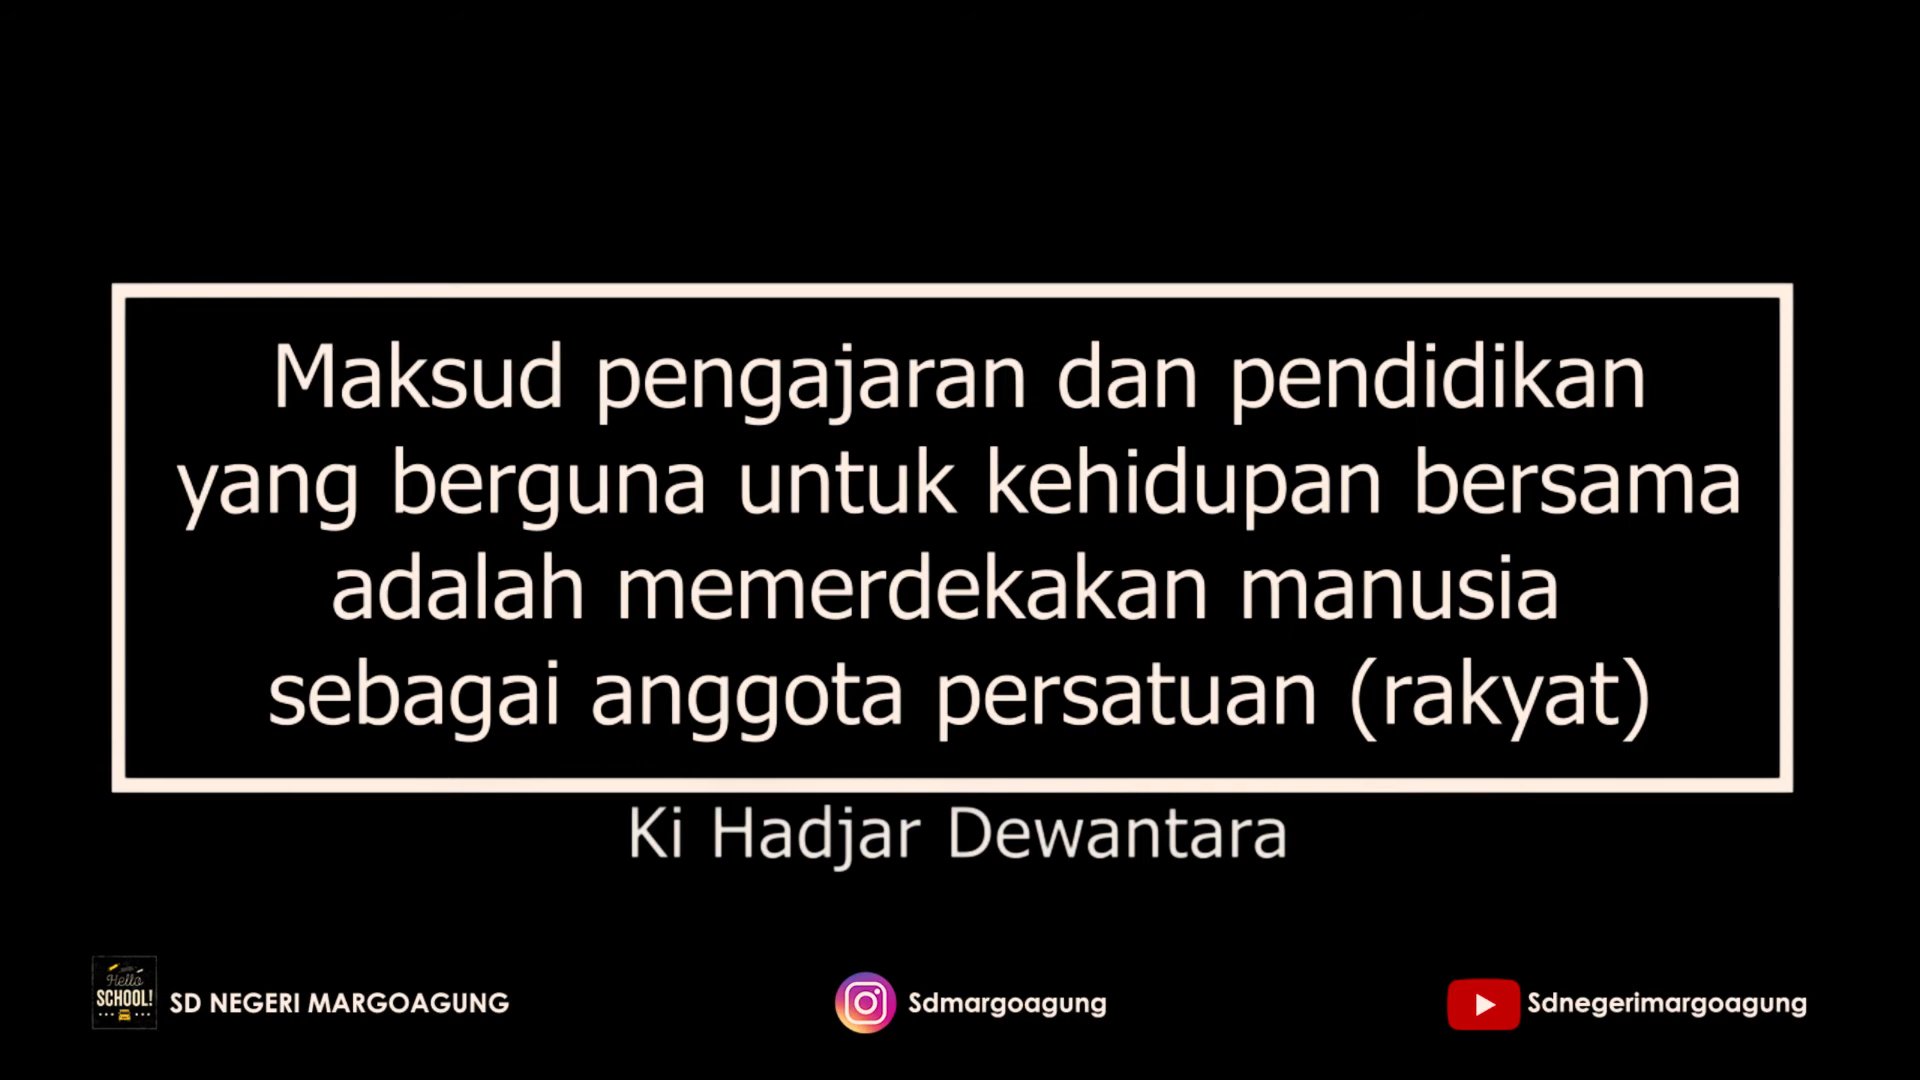 Maksud pengajaran dan pendidikan
yang berguna untuk kehidupan bersama
adalah memerdekakan manusia
sebagai anggota persatuan (rakyat)
Ki Hadjar Dewantara
Hello
SCHOOL!
SD NEGERI MARGOAGUNG
Sdmargoagung
Sdnegerimargoagung